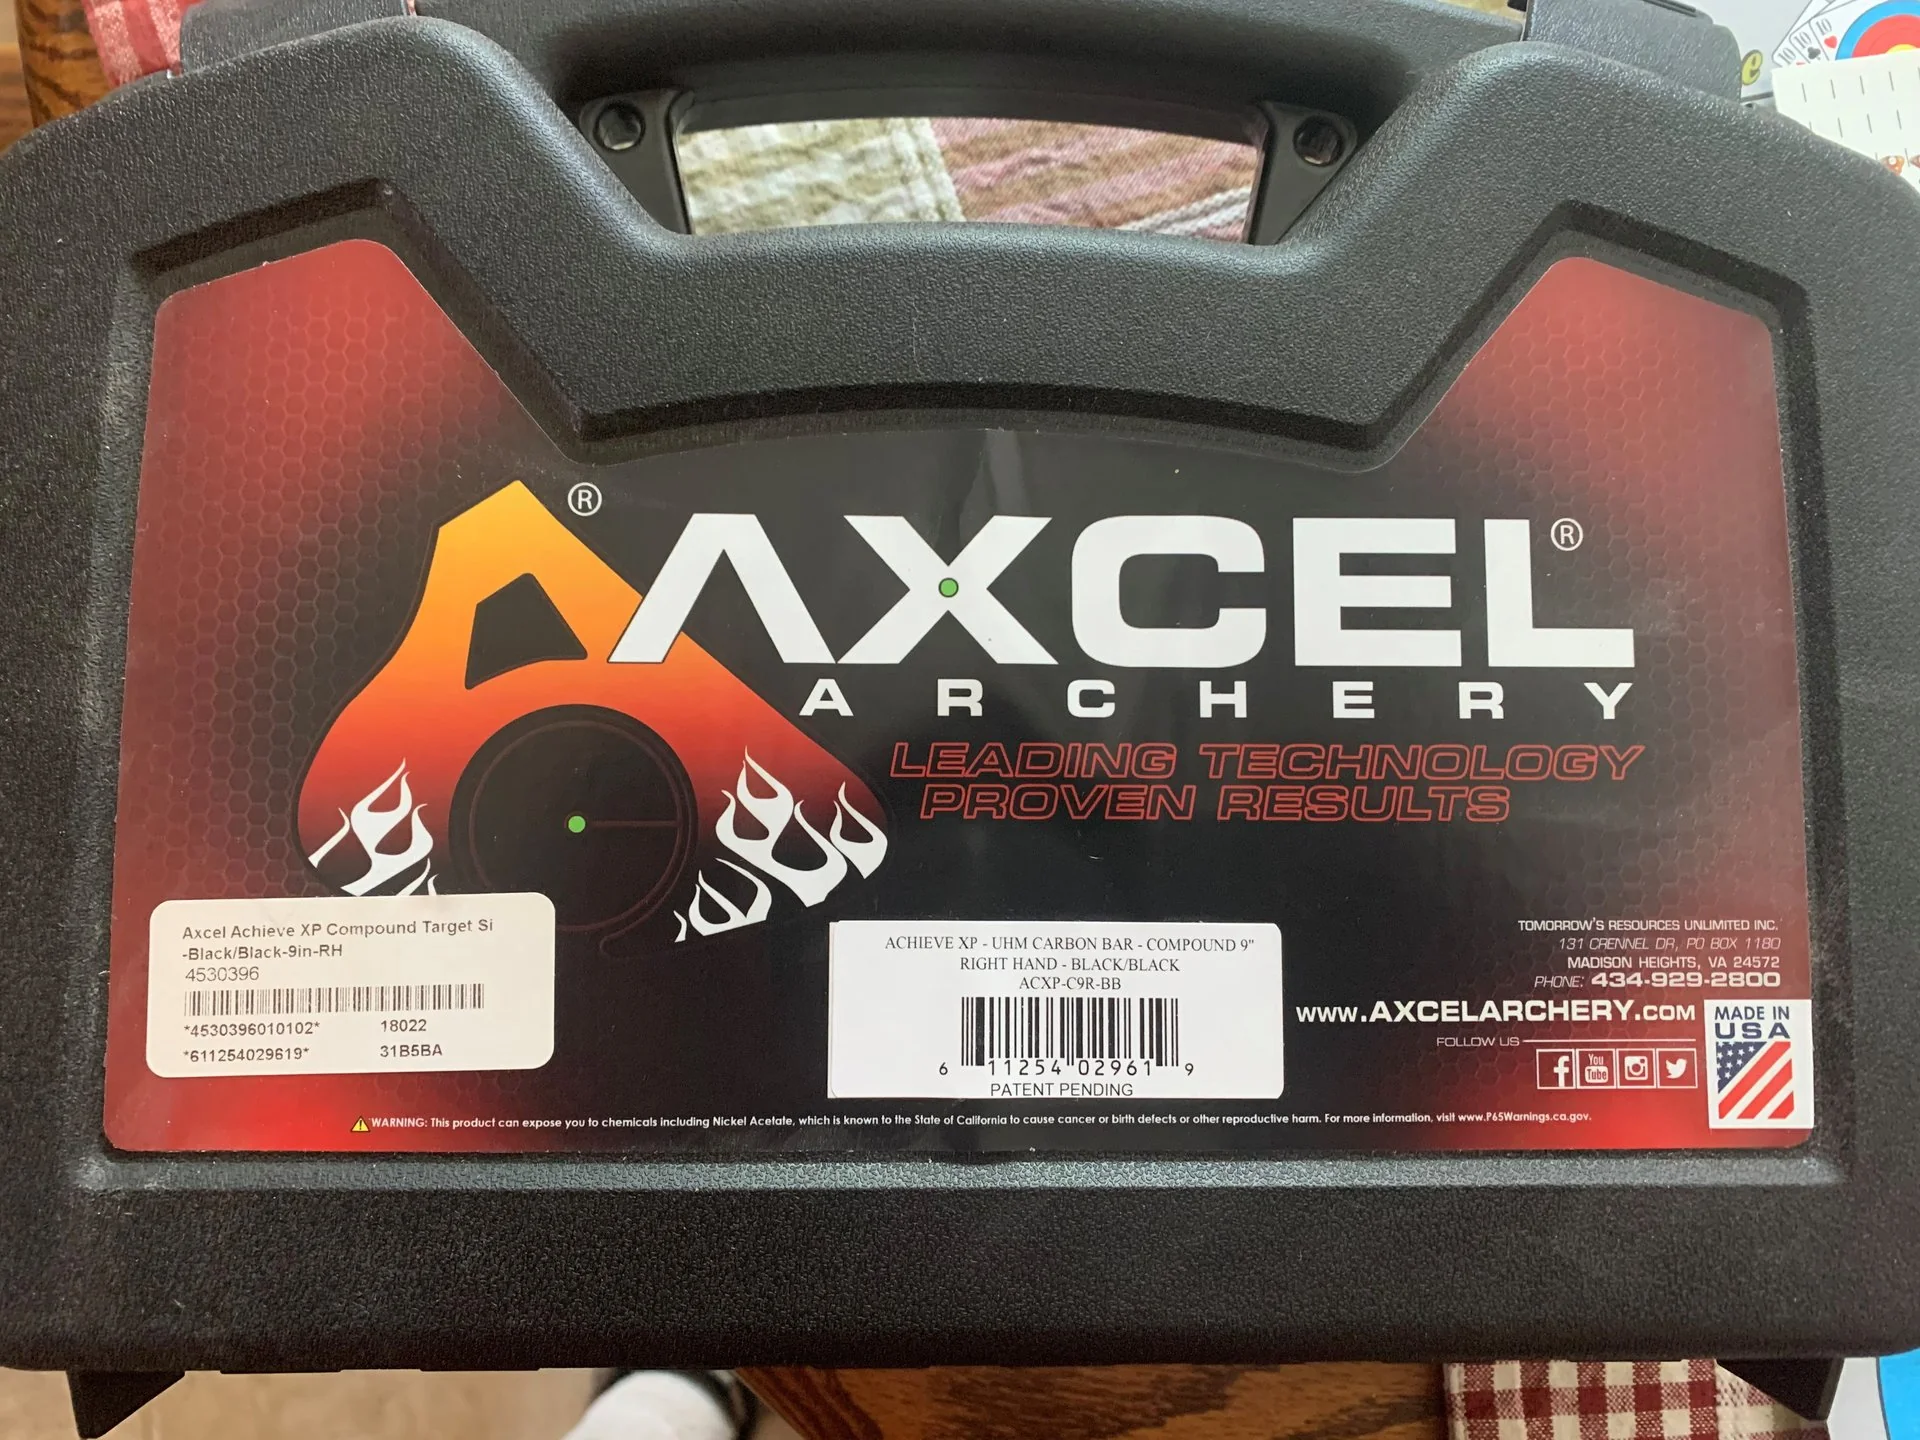 e
10 10 10
®
AXCEL®
ARCHERY
LEADING TECHNOLOGY
PROVEN RESULTS
Axcel Achieve XP Compound Target Si
-Black/Black-9in-RH
4530396
*4530396010102* 18022
*611254029619* 31B5BA
ACHIEVE XP - UHM CARBON BAR - COMPOUND 9"
RIGHT HAND - BLACK/BLACK
ACXP-C9R-BB
6 11254 02961 9
PATENT PENDING
TOMORROW'S RESOURCES UNLIMITED INC.
131 CRENNEL DR, PO BOX 1180
MADISON HEIGHTS, VA 24572
PHONE: 434-929-2800
www.AXCELARCHERY.COM
FOLLOW US
f
You
Tube
MADE IN
USA
WARNING: This product can expose you to chemicals including Nickel Acetate, which is known to the State of California to cause cancer or birth defects or other reproductive harm. For more information, visit www.P65Warnings.ca.gov.